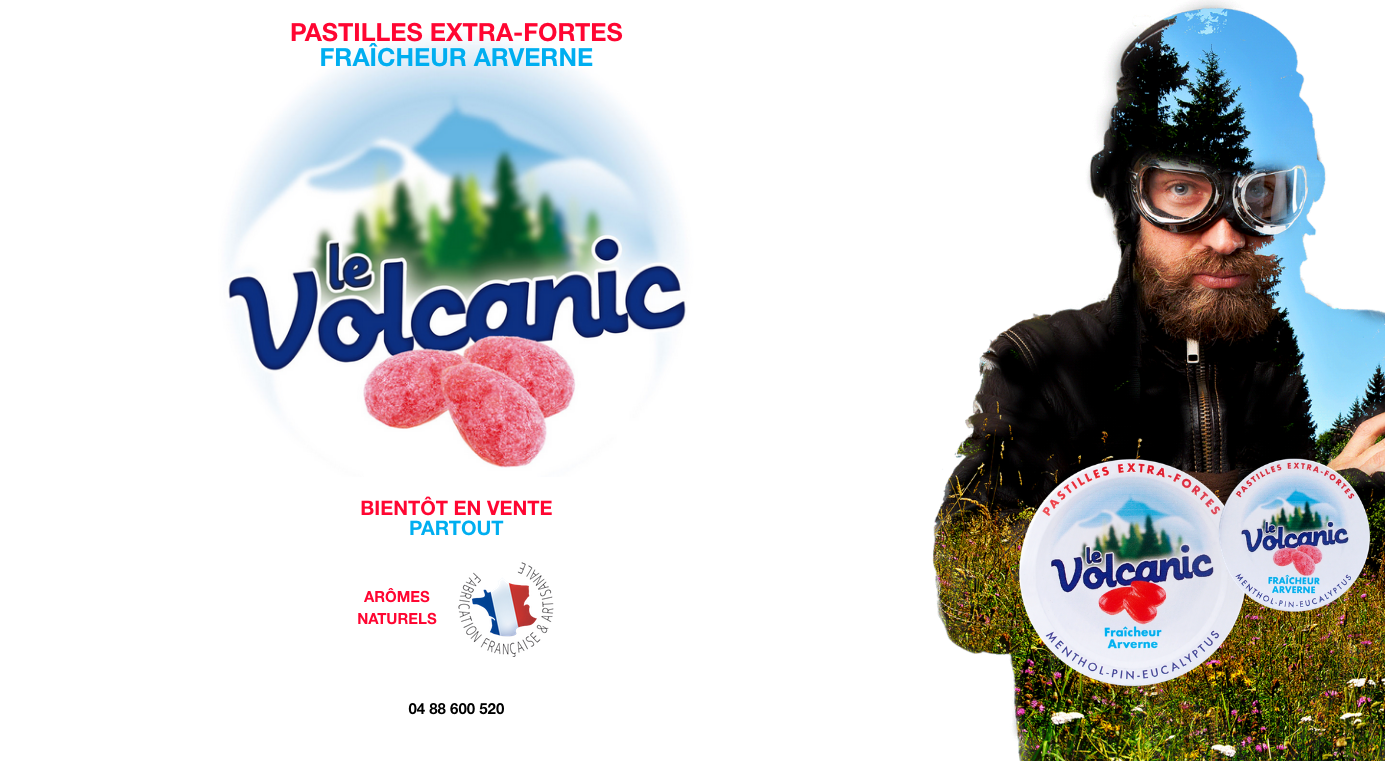 PASTILLES EXTRA-FORTES
FRAÎCHEUR ARVERNE
le
Volcanic
BIENTÔT EN VENTE
PARTOUT
ARÔMES
NATURELS
FABRICATION FRANÇAISE & ARTISANALE
04 88 600 520
PASTILLES EXTRA-FORTES
le
Volcanic
Fraîcheur
Arverne
MENTHOL-PIN-EUCALYPTUS
PASTILLES EXTRA-FORTES
le
Volcanic
FRAÎCHEUR
ARVERNE
MENTHOL-PIN-EUCALYPTUS